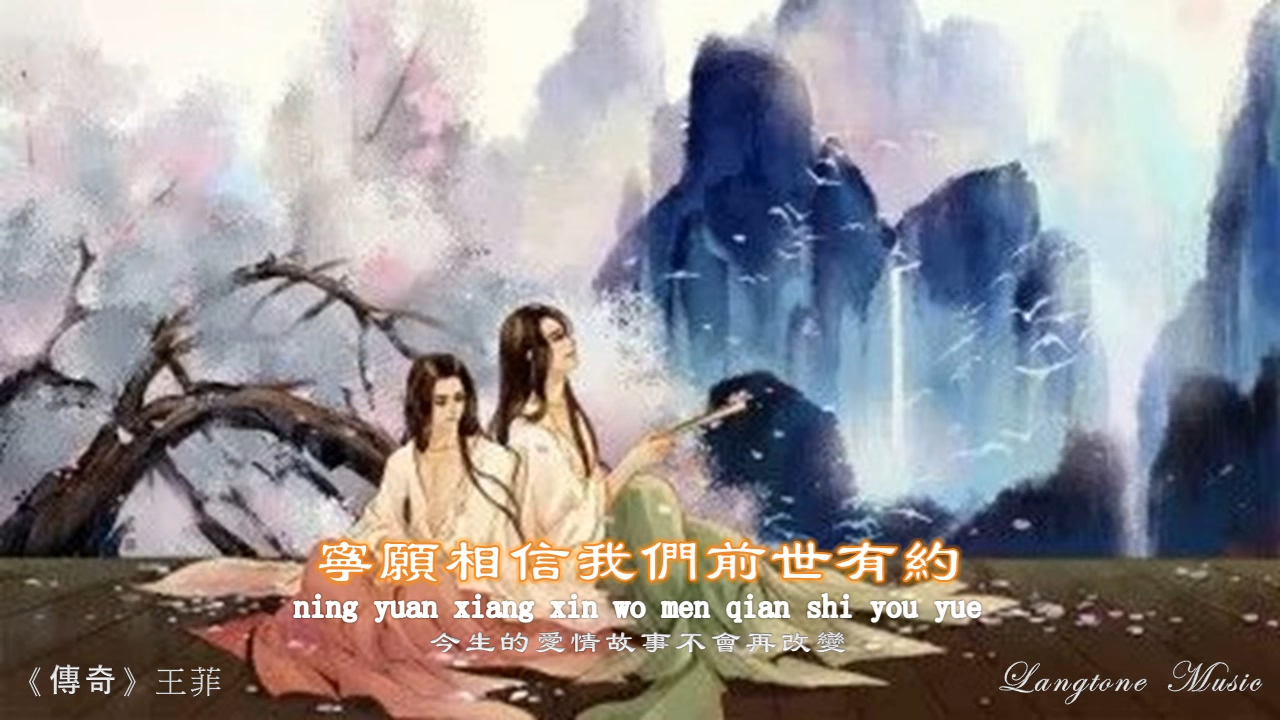 寧願相信我們前世有約
ning yuan xiang xin wo men qian shi you yue
今生的愛情故事不會再改變
《傳奇》王菲
Langtone Music